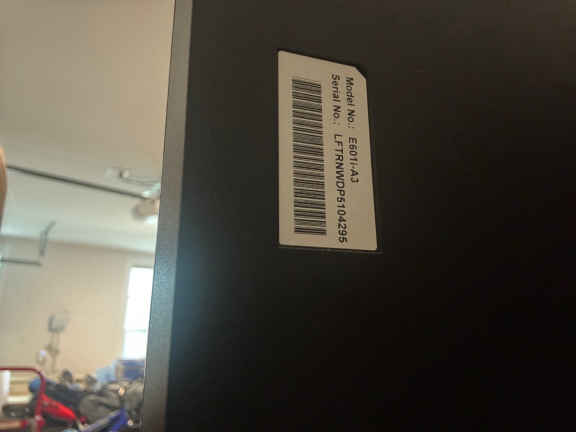 Model No.: E601i-A3
Serial No.: LFTRNWDP5104295